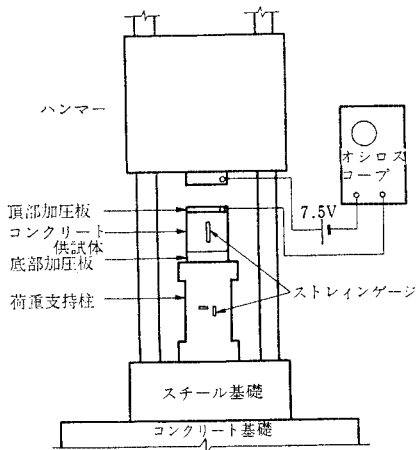 ハンマー
オシロス
コープ
7.5V
頂部加圧板
コンクリート
供試体
底部加圧板
荷重支持柱
ストレインゲージ
スチール基礎
コンクリート基礎